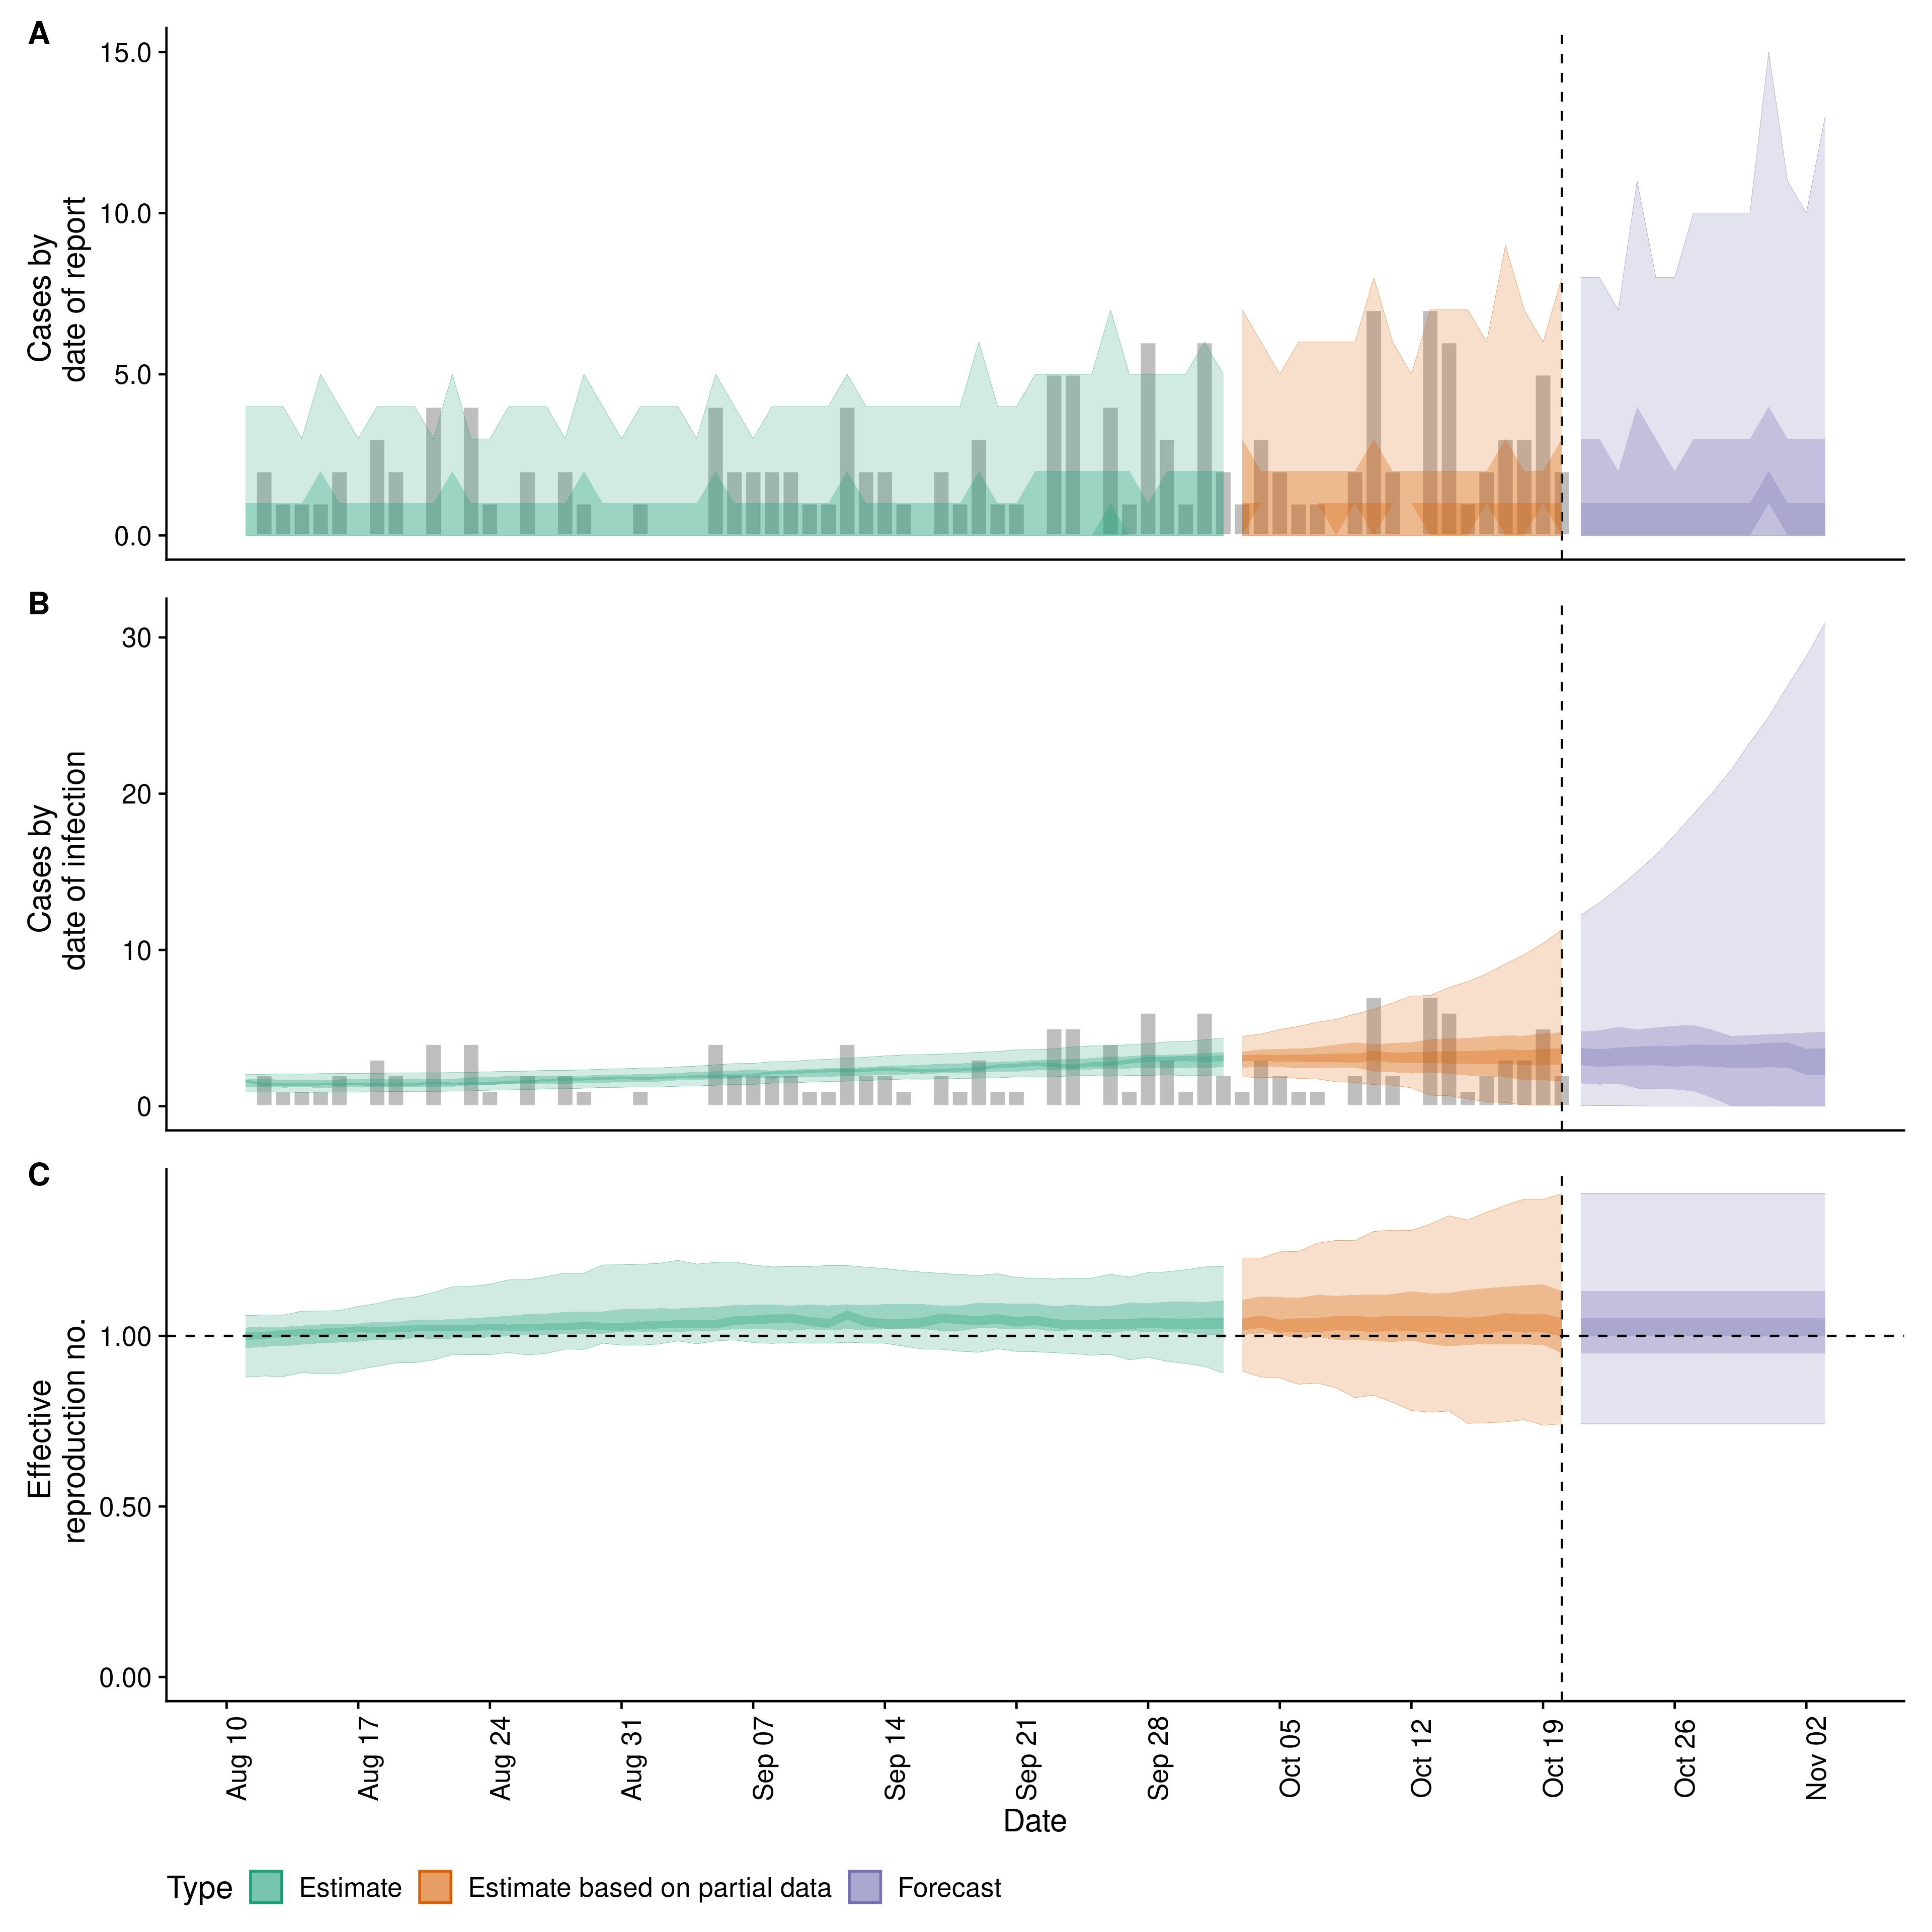 A
15.0
10.0
5.0
0.0
Cases by
date of report
B
30
20
10
0
Cases by
date of infection
C
1.00
0.50
0.00
Effective
reproduction no.
Aug 10
Aug 17
Aug 24
Aug 31
Sep 07
Sep 14
Sep 21
Sep 28
Oct 05
Oct 12
Oct 19
Oct 26
Nov 02
Date
Type Estimate Estimate based on partial data Forecast